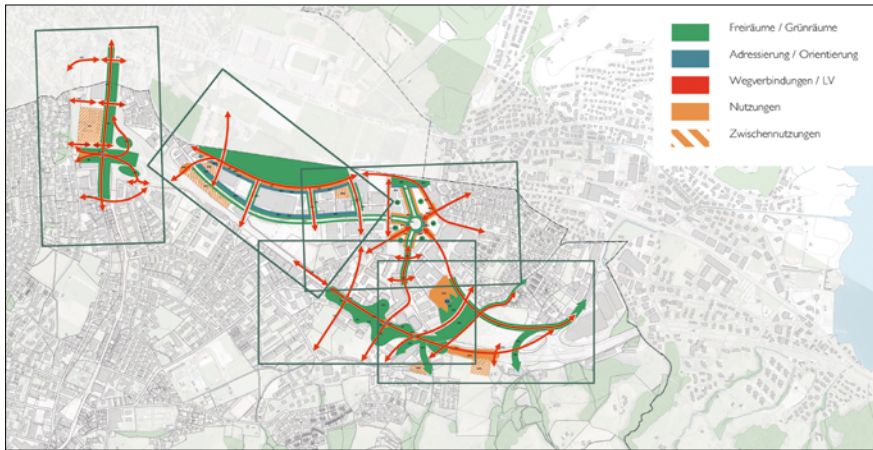 Freiräume / Grünräume
Adressierung / Orientierung
Wegverbindungen / LV
Nutzungen
Zwischennutzungen